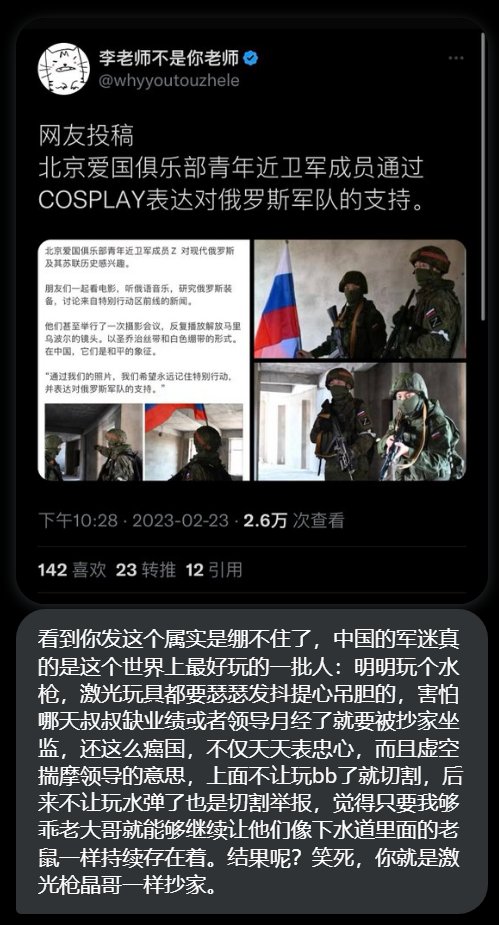 李老师不是你老师
@whyyoutouzhele
网友投稿
北京爱国俱乐部青年近卫军成员通过
COSPLAY表达对俄罗斯军队的支持。
北京爱国俱乐部青年近卫军成员 Z 对现代俄罗斯
及其苏联历史感兴趣。
朋友们一起看电影，听俄语音乐，研究俄罗斯装
备，讨论来自特别行动区前线的新闻。
他们甚至举行了一次摄影会议，反复播放解放马里
乌波尔的镜头。以圣乔治丝带和白色绷带的形式。
在中国，它们是和平的象征。
“通过我们的照片，我们希望永远记住特别行动，
并表达对俄罗斯军队的支持。”
下午10:28 · 2023-02-23 · 2.6万 次查看
142 喜欢 23 转推 12 引用
看到你发这个属实是绷不住了，中国的军迷真
的是这个世界上最好玩的一批人：明明玩个水
枪，激光玩具都要瑟瑟发抖提心吊胆的，害怕
哪天叔叔缺业绩或者领导月经了就要被抄家坐
监，还这么癌国，不仅天天表忠心，而且虚空
揣摩领导的意思，上面不让玩bb了就切割，后
来不让玩水弹了也是切割举报，觉得只要我够
乖老大哥就能够继续让他们像下水道里面的老
鼠一样持续存在着。结果呢？笑死，你就是激
光枪晶哥一样抄家。